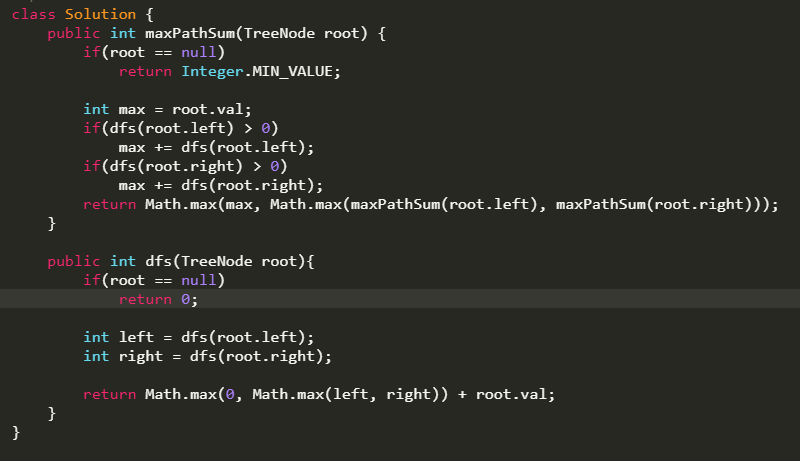 class Solution {
    public int maxPathSum(TreeNode root) {
        if(root == null)
            return Integer.MIN_VALUE;

        int max = root.val;
        if(dfs(root.left) > 0)
            max += dfs(root.left);
        if(dfs(root.right) > 0)
            max += dfs(root.right);
        return Math.max(max, Math.max(maxPathSum(root.left), maxPathSum(root.right)));
    }

    public int dfs(TreeNode root){
        if(root == null)
            return 0;

        int left = dfs(root.left);
        int right = dfs(root.right);

        return Math.max(0, Math.max(left, right)) + root.val;
    }
}